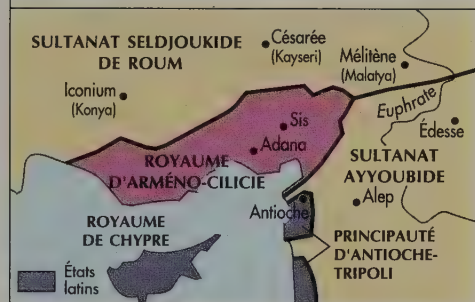 SULTANAT SELDJOUKIDE
DE ROUM
Césarée
(Kayseri)
Mélitène
(Malatya)
Iconium
(Konya)
Euphrate
Édesse
Sis
Adana
ROYAUME
D'ARMÉNO-CILICIE
SULTANAT
AYYOUBIDE
Antioche
Alep
ROYAUME
DE CHYPRE
PRINCIPAUTÉ
D'ANTIOCHE-
TRIPOLI
États
latins